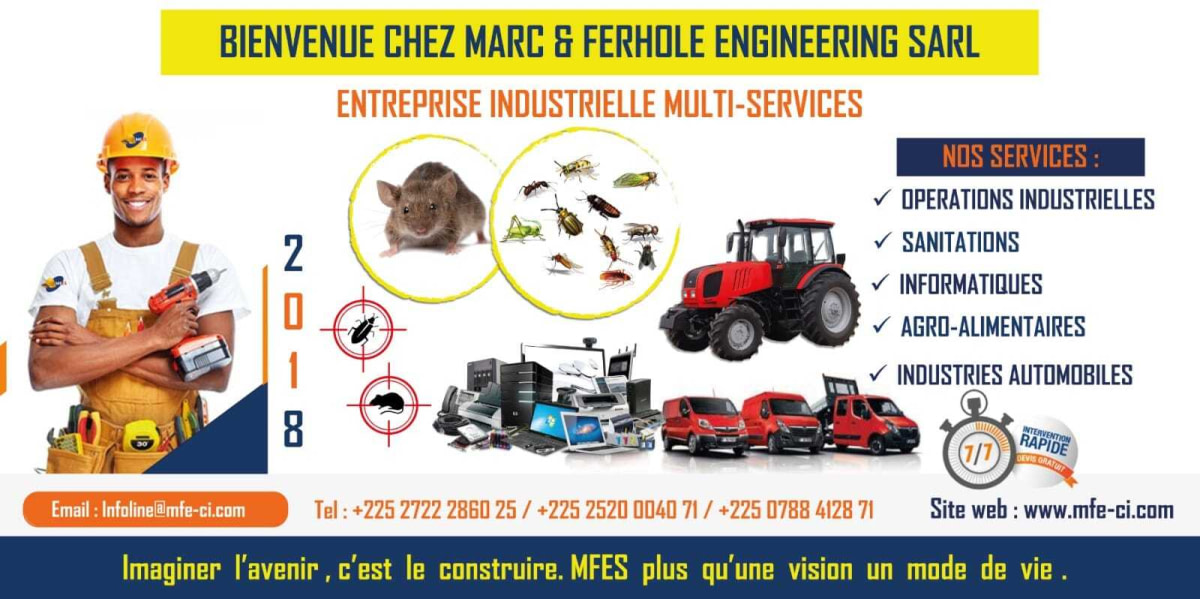 BIENVENUE CHEZ MARC & FERHOLE ENGINEERING SARL
ENTREPRISE INDUSTRIELLE MULTI-SERVICES
NOS SERVICES :
✓ OPERATIONS INDUSTRIELLES
✓ SANITATIONS
✓ INFORMATIQUES
✓ AGRO-ALIMENTAIRES
✓ INDUSTRIES AUTOMOBILES
2
0
1
8
30
7/7
INTERVENTION
RAPIDE
DEVIS GRATUIT
Email : Infoline@mfe-ci.com
Tel : +225 2722 2860 25 / +225 2520 0040 71 / +225 0788 4128 71
Site web : www.mfe-ci.com
Imaginer l'avenir , c'est le construire. MFES plus qu'une vision un mode de vie .